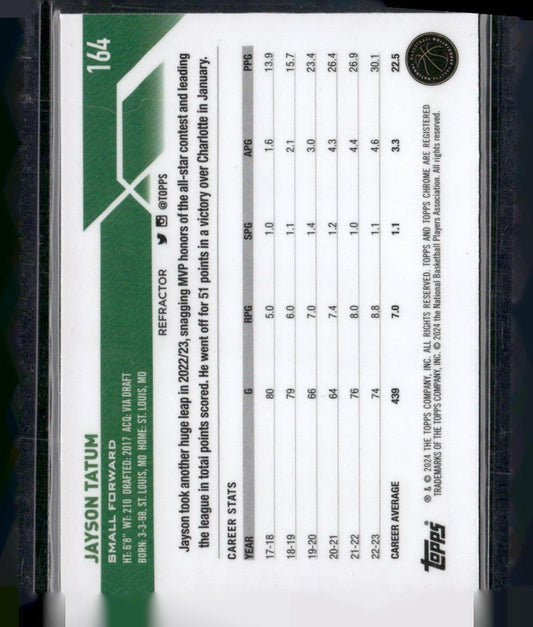 164
JAYSON TATUM
SMALL FORWARD
HT: 6'8" WT: 210 DRAFTED: 2017 ACQ: VIA DRAFT
BORN: 3-3-98, ST. LOUIS, MO HOME: ST. LOUIS, MO
REFRACTOR @TOPPS
Jayson took another huge leap in 2022/23, snagging MVP honors of the all-star contest and leading
the league in total points scored. He went off for 51 points in a victory over Charlotte in January.
CAREER STATS
YEAR G RPG SPG APG PPG
17-18 80 5.0 1.0 1.6 13.9
18-19 79 6.0 1.1 2.1 15.7
19-20 66 7.0 1.4 3.0 23.4
20-21 64 7.4 1.2 4.3 26.4
21-22 76 8.0 1.0 4.4 26.9
22-23 74 8.8 1.1 4.6 30.1
CAREER AVERAGE 439 7.0 1.1 3.3 22.5
Topps® ® & © 2024 THE TOPPS COMPANY, INC. ALL RIGHTS RESERVED. TOPPS AND TOPPS CHROME ARE REGISTERED
TRADEMARKS OF THE TOPPS COMPANY, INC. © 2024 the National Basketball Players Association. All rights reserved.